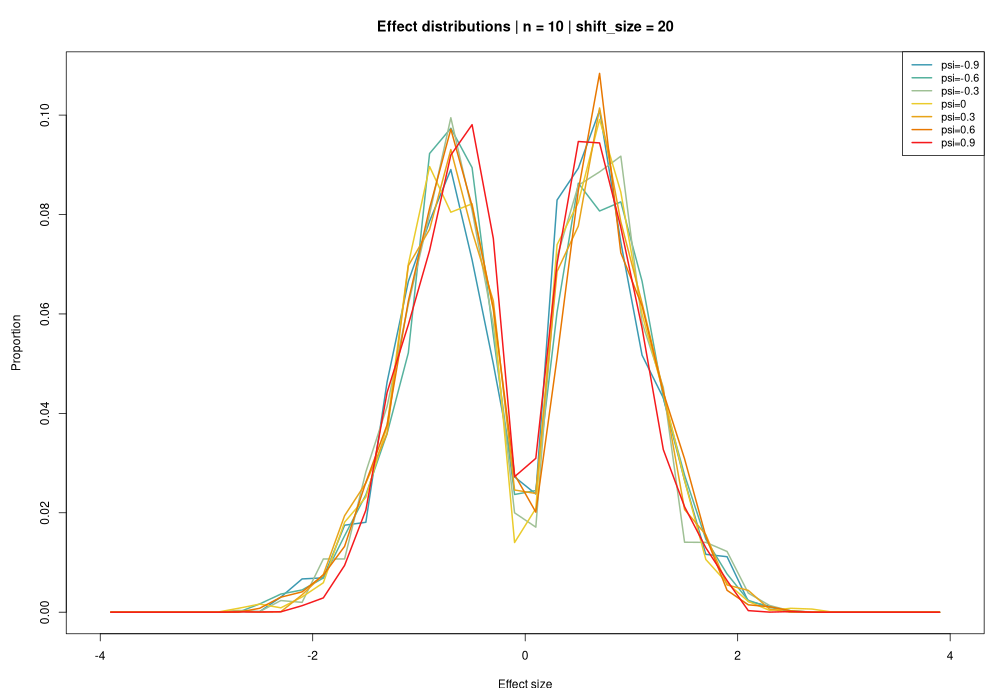 Effect distributions | n = 10 | shift_size = 20
psi=-0.9
psi=-0.6
psi=-0.3
psi=0
psi=0.3
psi=0.6
psi=0.9
Proportion
0.10
0.08
0.06
0.04
0.02
0.00
-4 -2 0 2 4
Effect size